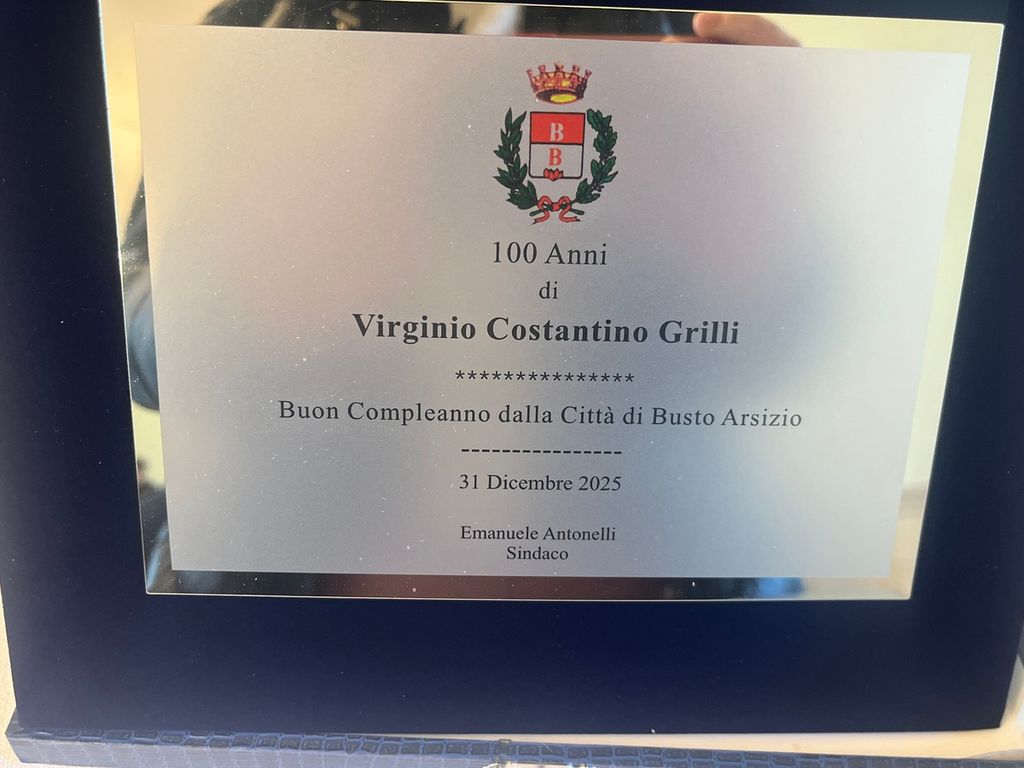 B
B
100 Anni
di
Virginio Costantino Grilli
***************
Buon Compleanno dalla Città di Busto Arsizio
----------------
31 Dicembre 2025
Emanuele Antonelli
Sindaco